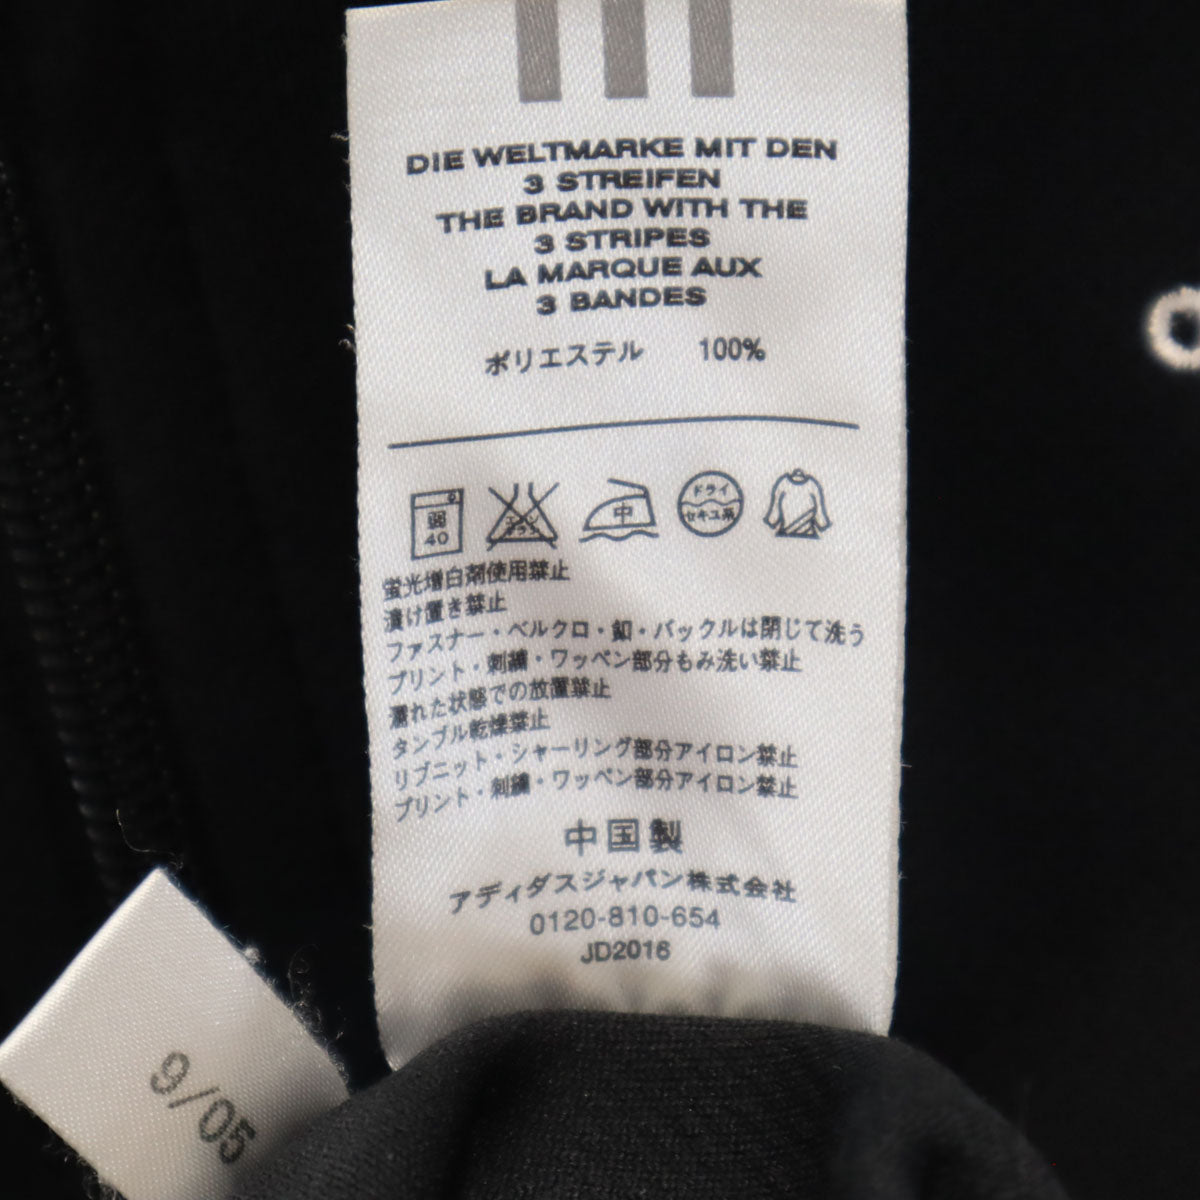 DIE WELTMARKE MIT DEN
3 STREIFEN
THE BRAND WITH THE
3 STRIPES
LA MARQUE AUX
3 BANDES
ポリエステル 100%
弱
40
エンソ
サラシ
中
ドライ
セキユ系
蛍光増白剤使用禁止
漬け置き禁止
ファスナー・ベルクロ・釦・バックルは閉じて洗う
プリント・刺繍・ワッペン部分もみ洗い禁止
濡れた状態での放置禁止
タンブル乾燥禁止
リブニット・シャーリング部分アイロン禁止
プリント・刺繍・ワッペン部分アイロン禁止
中国製
アディダスジャパン株式会社
0120-810-654
JD2016
9/05